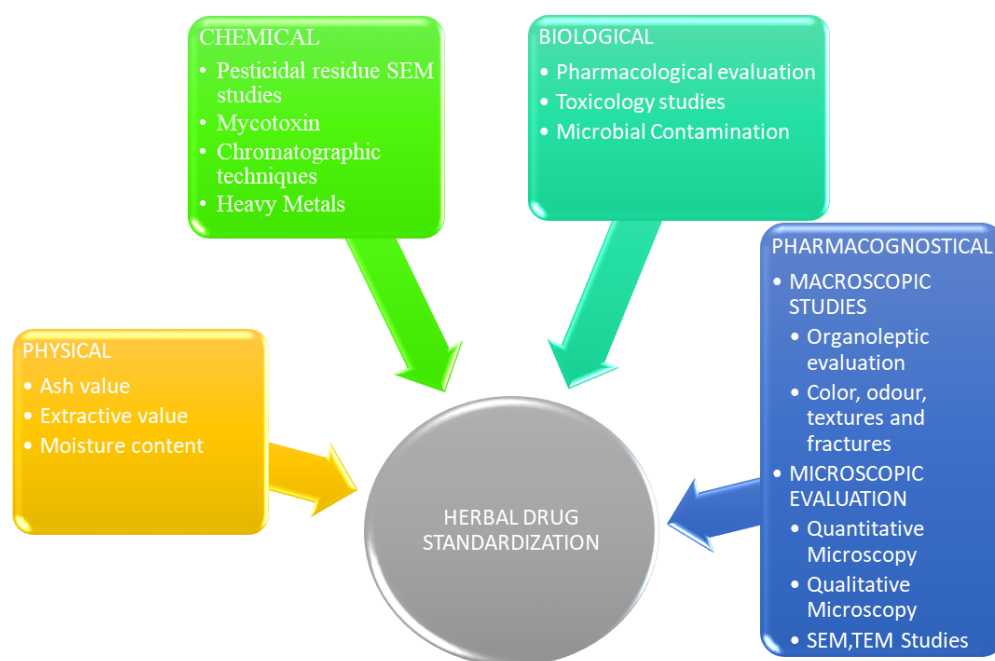 CHEMICAL
• Pesticidal residue SEM
studies
• Mycotoxin
• Chromatographic
techniques
• Heavy Metals
BIOLOGICAL
• Pharmacological evaluation
• Toxicology studies
• Microbial Contamination
PHYSICAL
• Ash value
• Extractive value
• Moisture content
PHARMACOGNOSTICAL
• MACROSCOPIC
STUDIES
• Organoleptic
evaluation
• Color, odour,
textures and
fractures
• MICROSCOPIC
EVALUATION
• Quantitative
Microscopy
• Qualitative
Microscopy
• SEM,TEM Studies
HERBAL DRUG
STANDARDIZATION